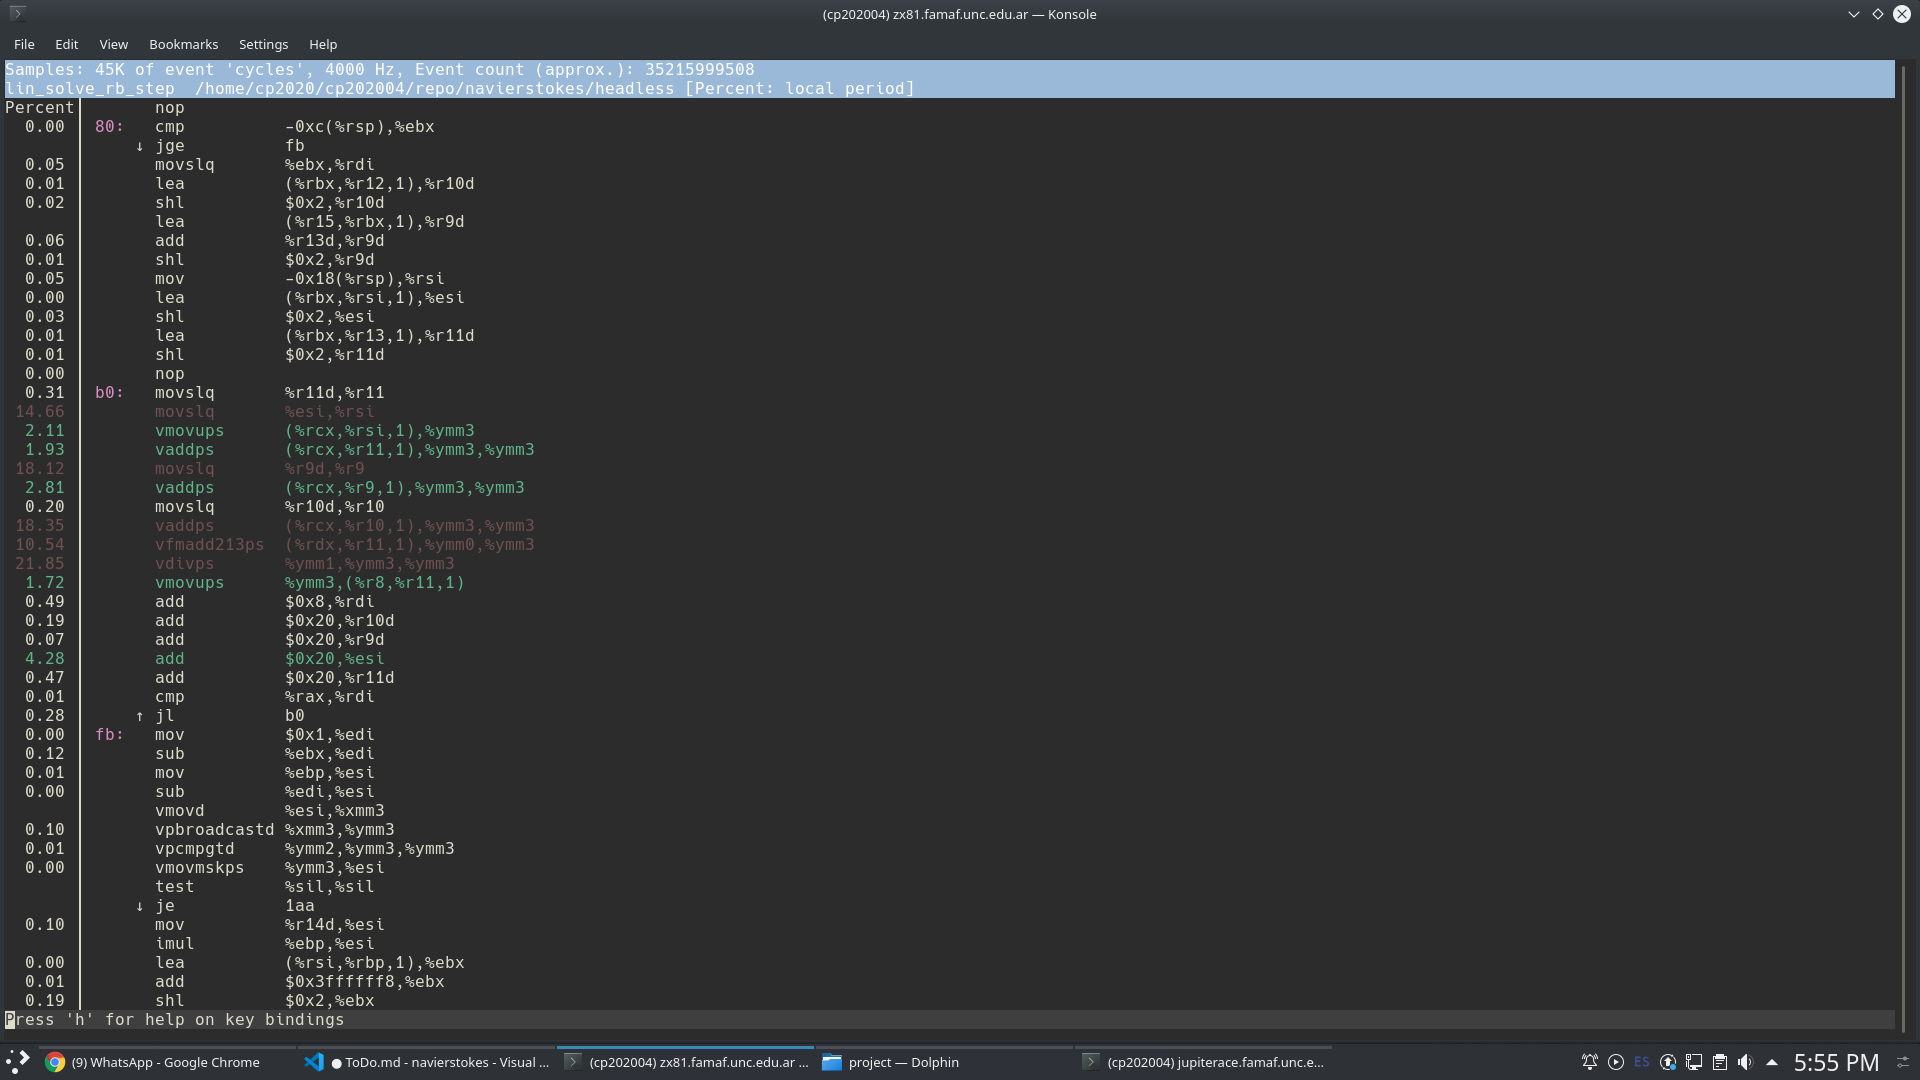 (cp202004) zx81.famaf.unc.edu.ar — Konsole
File Edit View Bookmarks Settings Help
Samples: 45K of event 'cycles', 4000 Hz, Event count (approx.): 35215999508
lin_solve_rb_step  /home/cp2020/cp202004/repo/navierstokes/headless [Percent: local period]
Percent nop
0.00 80: cmp -0xc(%rsp),%ebx
↓ jge fb
0.05 movslq %ebx,%rdi
0.01 lea (%rbx,%r12,1),%r10d
0.02 shl $0x2,%r10d
lea (%r15,%rbx,1),%r9d
0.06 add %r13d,%r9d
0.01 shl $0x2,%r9d
0.05 mov -0x18(%rsp),%rsi
0.00 lea (%rbx,%rsi,1),%esi
0.03 shl $0x2,%esi
0.01 lea (%rbx,%r13,1),%r11d
0.01 shl $0x2,%r11d
0.00 nop
0.31 b0: movslq %r11d,%r11
14.66 movslq %esi,%rsi
2.11 vmovups (%rcx,%rsi,1),%ymm3
1.93 vaddps (%rcx,%r11,1),%ymm3,%ymm3
18.12 movslq %r9d,%r9
2.81 vaddps (%rcx,%r9,1),%ymm3,%ymm3
0.20 movslq %r10d,%r10
18.35 vaddps (%rcx,%r10,1),%ymm3,%ymm3
10.54 vfmadd213ps (%rdx,%r11,1),%ymm0,%ymm3
21.85 vdivps %ymm1,%ymm3,%ymm3
1.72 vmovups %ymm3,(%r8,%r11,1)
0.49 add $0x8,%rdi
0.19 add $0x20,%r10d
0.07 add $0x20,%r9d
4.28 add $0x20,%esi
0.47 add $0x20,%r11d
0.01 cmp %rax,%rdi
0.28 ↑ jl b0
0.00 fb: mov $0x1,%edi
0.12 sub %ebx,%edi
0.01 mov %ebp,%esi
0.00 sub %edi,%esi
vmovd %esi,%xmm3
0.10 vpbroadcastd %xmm3,%ymm3
0.01 vpcmpgtd %ymm2,%ymm3,%ymm3
0.00 vmovmskps %ymm3,%esi
test %sil,%sil
↓ je 1aa
0.10 mov %r14d,%esi
imul %ebp,%esi
0.00 lea (%rsi,%rbp,1),%ebx
0.01 add $0x3ffffff8,%ebx
0.19 shl $0x2,%ebx
Press 'h' for help on key bindings
(9) WhatsApp - Google Chrome ● ToDo.md - navierstokes - Visual ... (cp202004) zx81.famaf.unc.edu.ar ... project — Dolphin (cp202004) jupiterace.famaf.unc.e... ES 5:55 PM